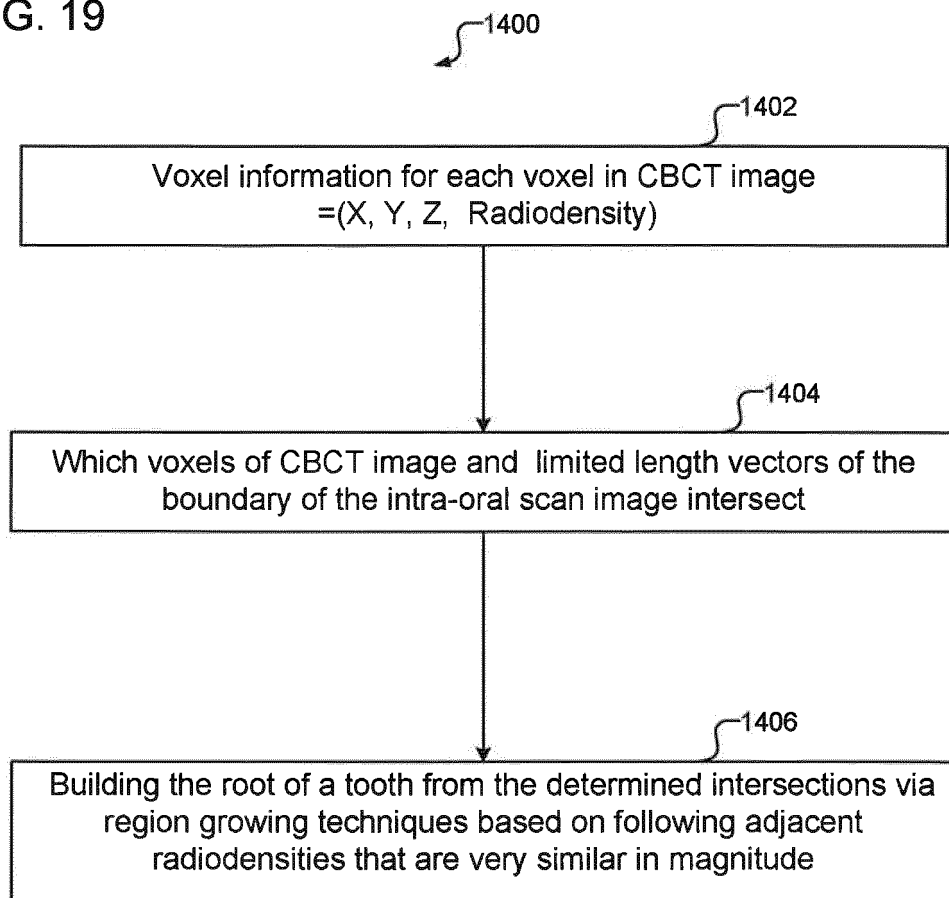 G. 19
1400
1402
Voxel information for each voxel in CBCT image
=(X, Y, Z, Radiodensity)
1404
Which voxels of CBCT image and limited length vectors of the
boundary of the intra-oral scan image intersect
1406
Building the root of a tooth from the determined intersections via
region growing techniques based on following adjacent
radiodensities that are very similar in magnitude